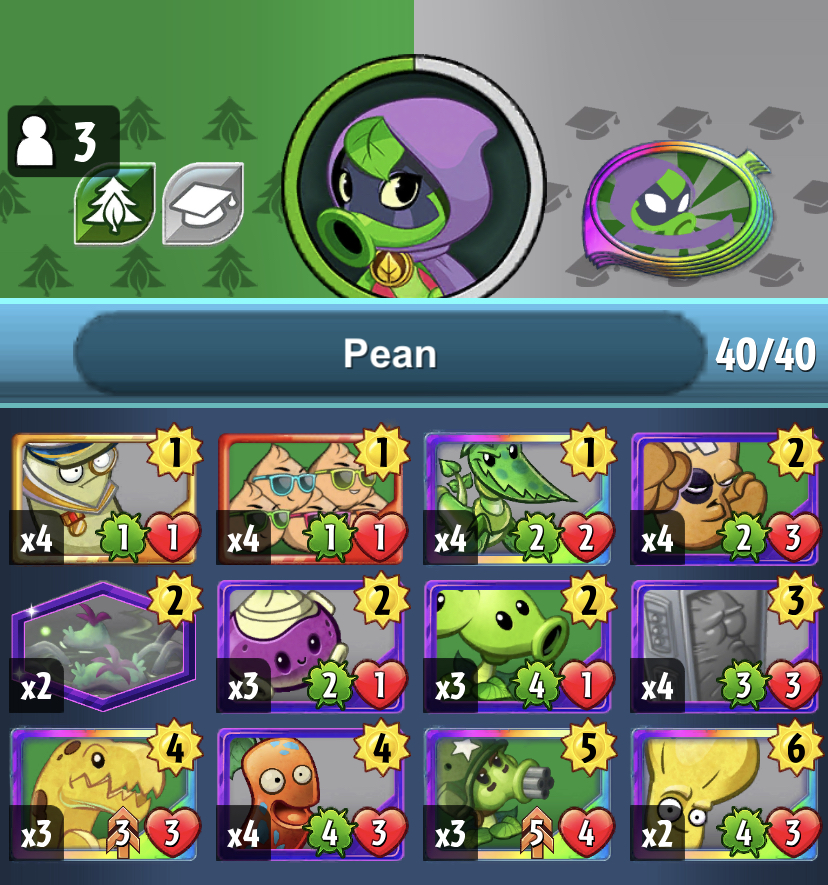 3
Pean 40/40
1 1 1 2
x4 1 1 x4 1 1 x4 2 2 x4 2 3
2 2 2 3
x2 x3 2 1 x3 4 1 x4 3 3
4 4 5 6
x3 3 3 x4 4 3 x3 5 4 x2 4 3